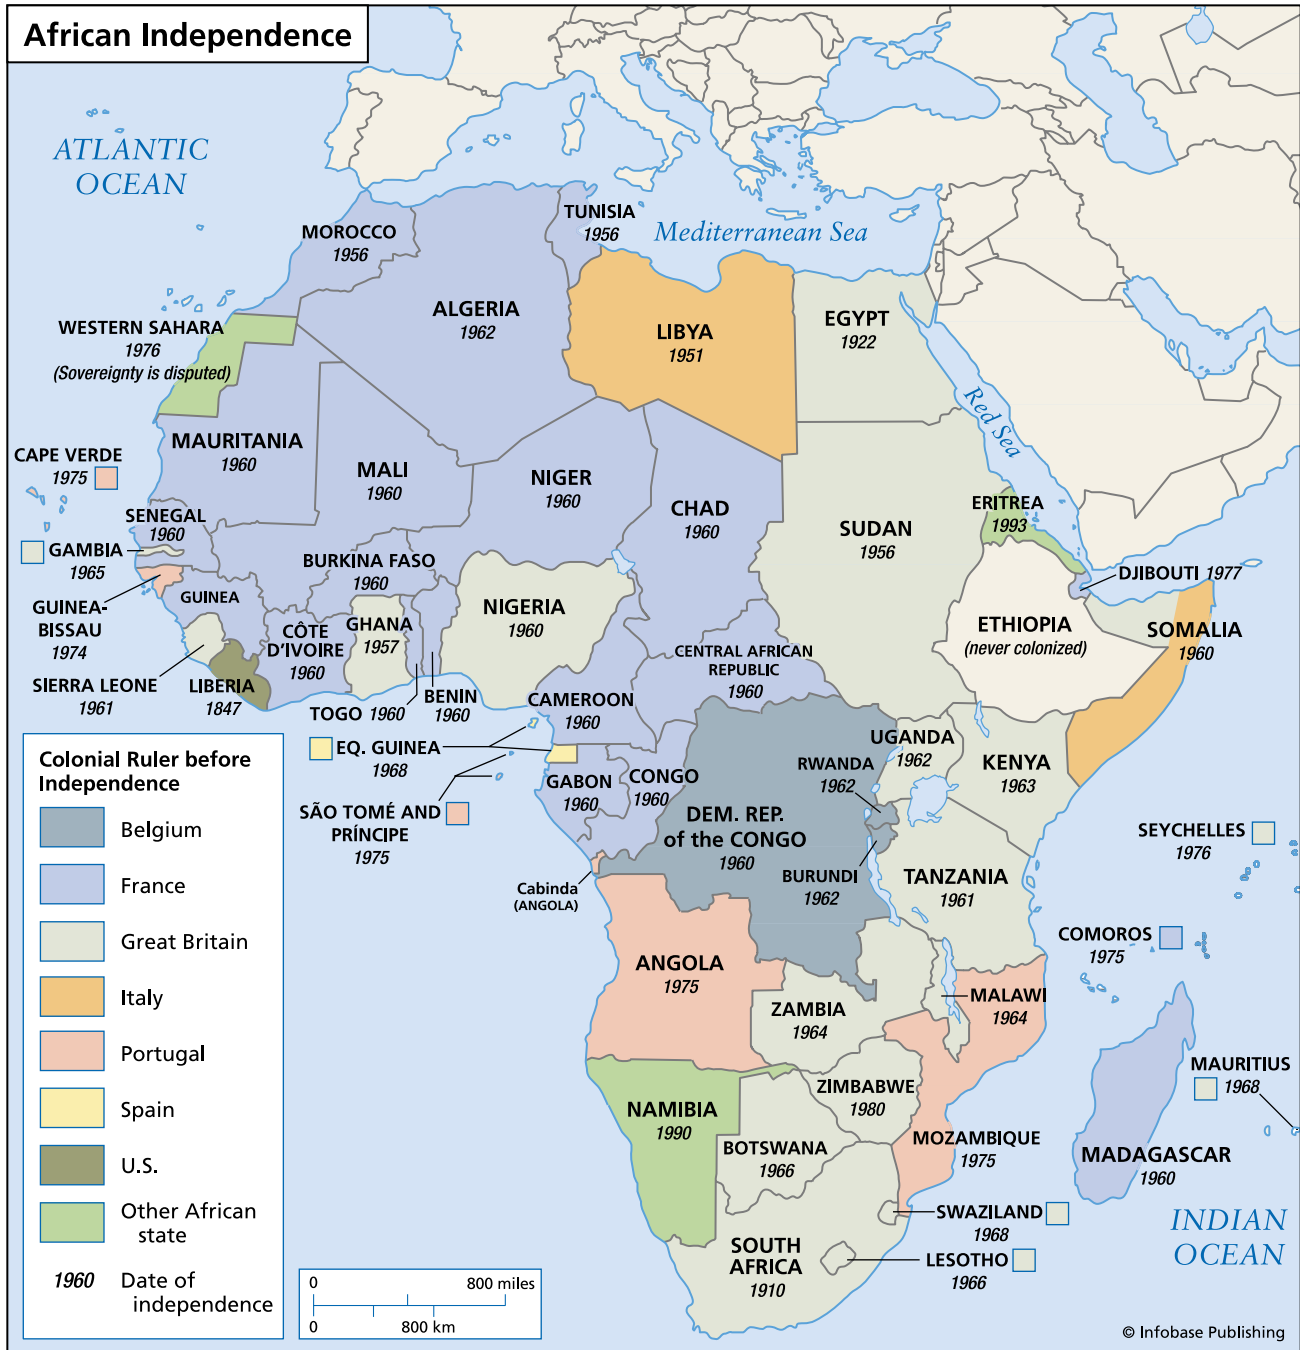 African Independence
ATLANTIC
OCEAN
Mediterranean Sea
Red Sea
INDIAN
OCEAN
MOROCCO
1956
TUNISIA
1956
ALGERIA
1962
LIBYA
1951
EGYPT
1922
WESTERN SAHARA
1976
(Sovereignty is disputed)
MAURITANIA
1960
MALI
1960
NIGER
1960
CHAD
1960
SUDAN
1956
ERITREA
1993
DJIBOUTI 1977
CAPE VERDE
1975
SENEGAL
1960
GAMBIA
1965
GUINEA-
BISSAU
1974
GUINEA
SIERRA LEONE
1961
LIBERIA
1847
CÔTE
D'IVOIRE
1960
BURKINA FASO
1960
GHANA
1957
TOGO 1960
BENIN
1960
NIGERIA
1960
CAMEROON
1960
CENTRAL AFRICAN
REPUBLIC
1960
ETHIOPIA
(never colonized)
SOMALIA
1960
EQ. GUINEA
1968
SÃO TOMÉ AND
PRÍNCIPE
1975
GABON
1960
CONGO
1960
DEM. REP.
of the CONGO
1960
UGANDA
1962
RWANDA
1962
BURUNDI
1962
KENYA
1963
TANZANIA
1961
SEYCHELLES
1976
COMOROS
1975
Cabinda
(ANGOLA)
ANGOLA
1975
ZAMBIA
1964
MALAWI
1964
MOZAMBIQUE
1975
ZIMBABWE
1980
NAMIBIA
1990
BOTSWANA
1966
SOUTH
AFRICA
1910
SWAZILAND
1968
LESOTHO
1966
MADAGASCAR
1960
MAURITIUS
1968
Colonial Ruler before
Independence
Belgium
France
Great Britain
Italy
Portugal
Spain
U.S.
Other African
state
1960 Date of
independence
0 800 miles
0 800 km
© Infobase Publishing